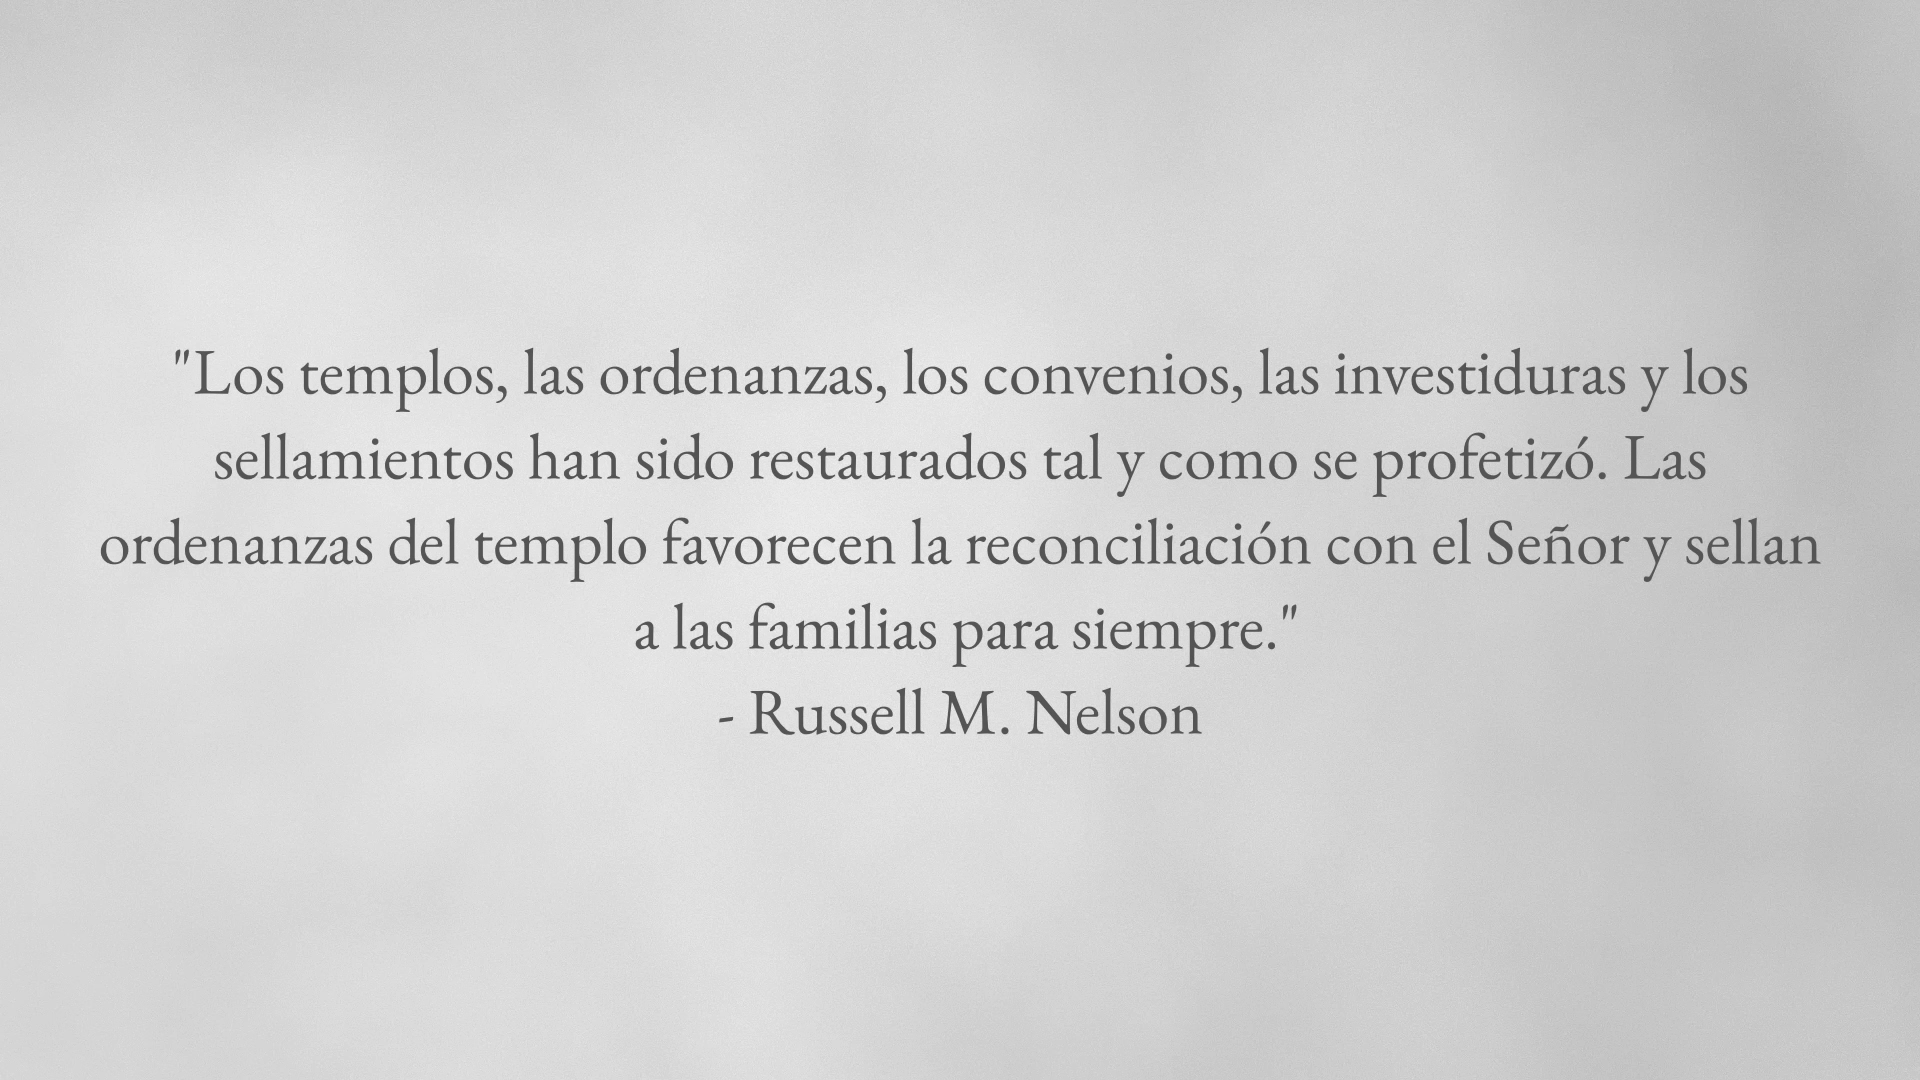 "Los templos, las ordenanzas, los convenios, las investiduras y los
sellamientos han sido restaurados tal y como se profetizó. Las
ordenanzas del templo favorecen la reconciliación con el Señor y sellan
a las familias para siempre."
- Russell M. Nelson